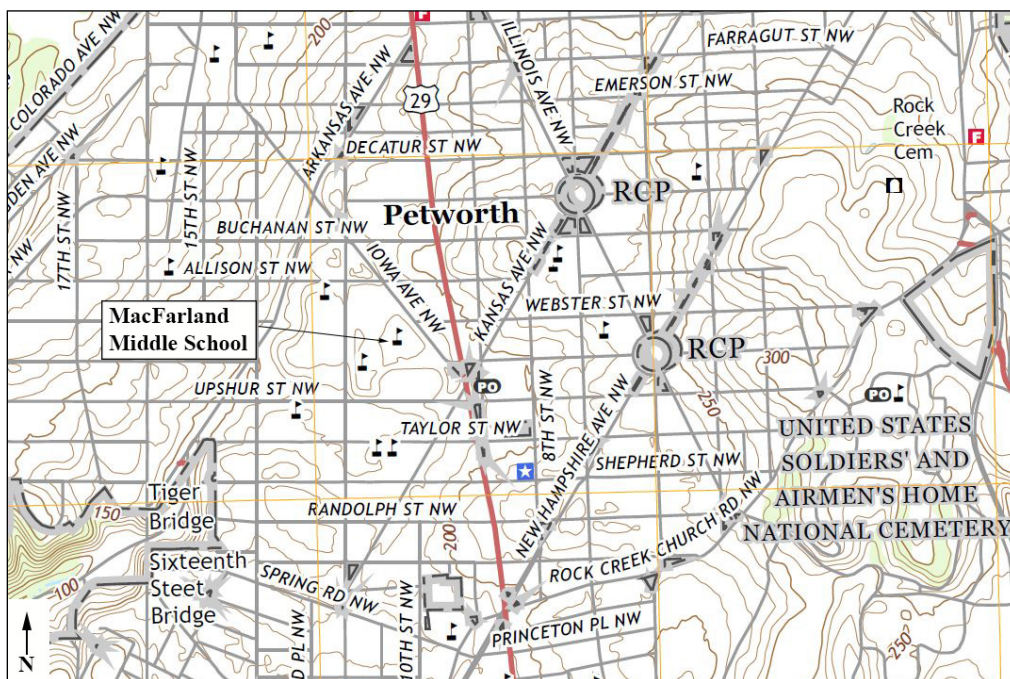 COLORADO AVE NW
200
F
ILLINOIS AVE NW
FARRAGUT ST NW
EMERSON ST NW
29
ARKANSAS AVE NW
DECATUR ST NW
Rock
Creek
Cem
F
DEN AVE NW
NW
17TH ST NW
15TH ST NW
RCP
Petworth
BUCHANAN ST NW
ALLISON ST NW
IOWA AVE NW
KANSAS AVE NW
WEBSTER ST NW
MacFarland
Middle School
RCP
300
UPSHUR ST NW
PO
PO
250
TAYLOR ST NW
8TH ST NW
NEW HAMPSHIRE AVE NW
SHEPHERD ST NW
UNITED STATES
SOLDIERS' AND
AIRMEN'S HOME
NATIONAL CEMETERY
Tiger
Bridge
150
RANDOLPH ST NW
200
ROCK CREEK CHURCH RD NW
Sixteenth
Steet
Bridge
100
SPRING RD NW
D PL NW
10TH ST NW
PRINCETON PL NW
250
N